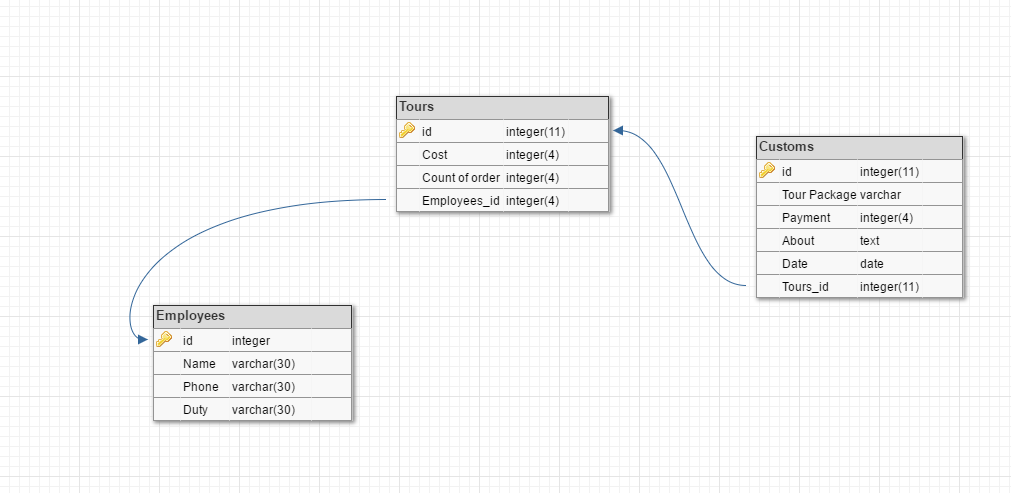 Tours
id integer(11)
Cost integer(4)
Count of order integer(4)
Employees_id integer(4)
Customs
id integer(11)
Tour Package varchar
Payment integer(4)
About text
Date date
Tours_id integer(11)
Employees
id integer
Name varchar(30)
Phone varchar(30)
Duty varchar(30)